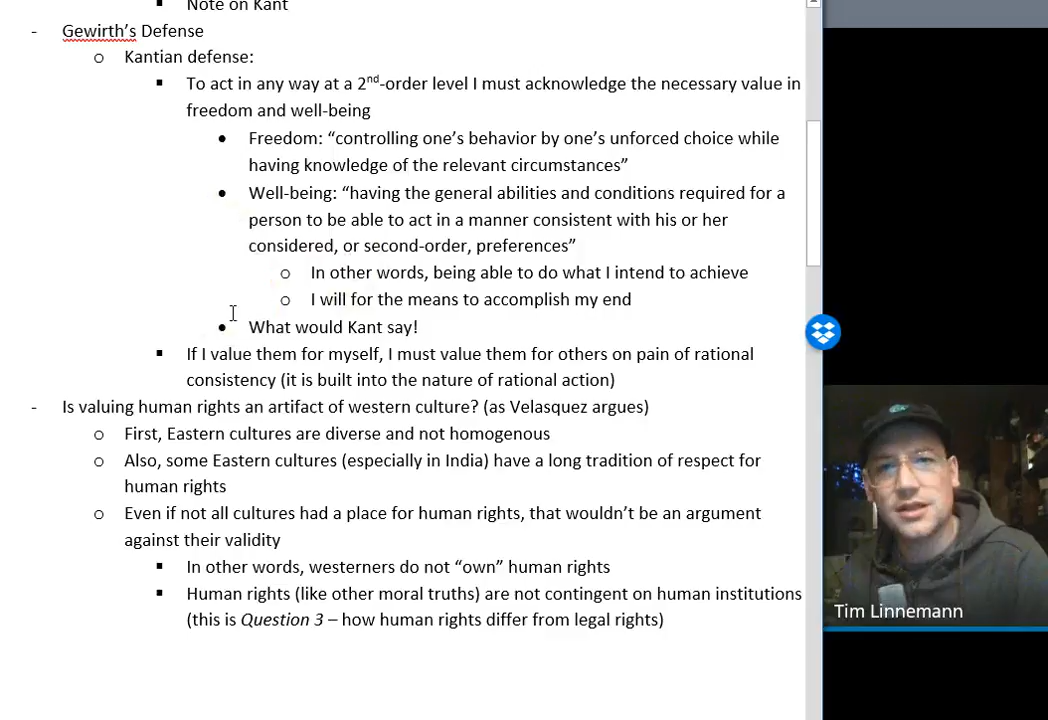 Note on Kant
- Gewirth's Defense
o Kantian defense:
▪ To act in any way at a 2nd-order level I must acknowledge the necessary value in
freedom and well-being
• Freedom: “controlling one's behavior by one's unforced choice while
having knowledge of the relevant circumstances”
• Well-being: “having the general abilities and conditions required for a
person to be able to act in a manner consistent with his or her
considered, or second-order, preferences”
o In other words, being able to do what I intend to achieve
o I will for the means to accomplish my end
• What would Kant say!
▪ If I value them for myself, I must value them for others on pain of rational
consistency (it is built into the nature of rational action)
- Is valuing human rights an artifact of western culture? (as Velasquez argues)
o First, Eastern cultures are diverse and not homogenous
o Also, some Eastern cultures (especially in India) have a long tradition of respect for
human rights
o Even if not all cultures had a place for human rights, that wouldn't be an argument
against their validity
▪ In other words, westerners do not “own” human rights
▪ Human rights (like other moral truths) are not contingent on human institutions
(this is Question 3 – how human rights differ from legal rights)
Tim Linnemann